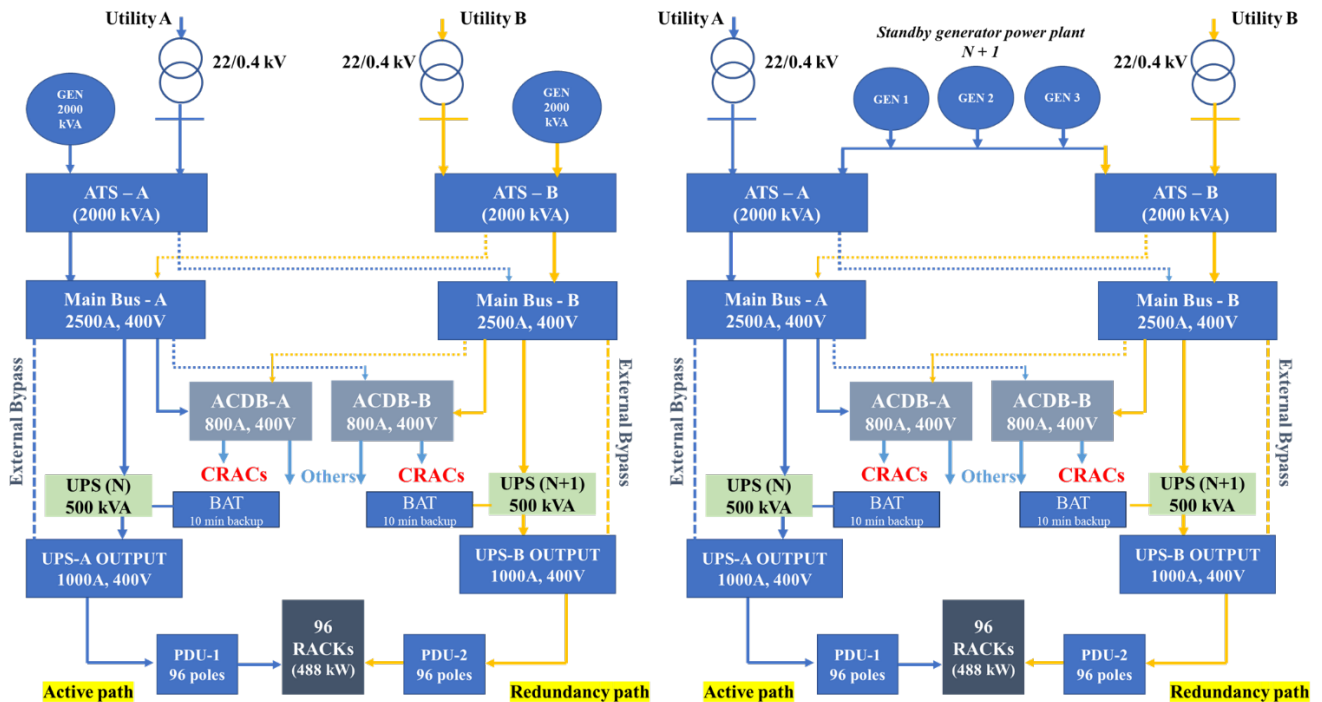 Utility A
Utility B
22/0.4 kV
22/0.4 kV
GEN
2000
kVA
GEN
2000
kVA
ATS – A
(2000 kVA)
ATS – B
(2000 kVA)
Main Bus - A
2500A, 400V
Main Bus - B
2500A, 400V
External Bypass
External Bypass
ACDB-A
800A, 400V
ACDB-B
800A, 400V
CRACs
Others
CRACs
UPS (N)
500 kVA
BAT
10 min backup
BAT
10 min backup
UPS (N+1)
500 kVA
UPS-A OUTPUT
1000A, 400V
UPS-B OUTPUT
1000A, 400V
PDU-1
96 poles
96
RACKs
(488 kW)
PDU-2
96 poles
Active path
Redundancy path
Utility A
Utility B
Standby generator power plant
N + 1
22/0.4 kV
22/0.4 kV
GEN 1
GEN 2
GEN 3
ATS – A
(2000 kVA)
ATS – B
(2000 kVA)
Main Bus - A
2500A, 400V
Main Bus - B
2500A, 400V
External Bypass
External Bypass
ACDB-A
800A, 400V
ACDB-B
800A, 400V
CRACs
Others
CRACs
UPS (N)
500 kVA
BAT
10 min backup
BAT
10 min backup
UPS (N+1)
500 kVA
UPS-A OUTPUT
1000A, 400V
UPS-B OUTPUT
1000A, 400V
PDU-1
96 poles
96
RACKs
(488 kW)
PDU-2
96 poles
Active path
Redundancy path